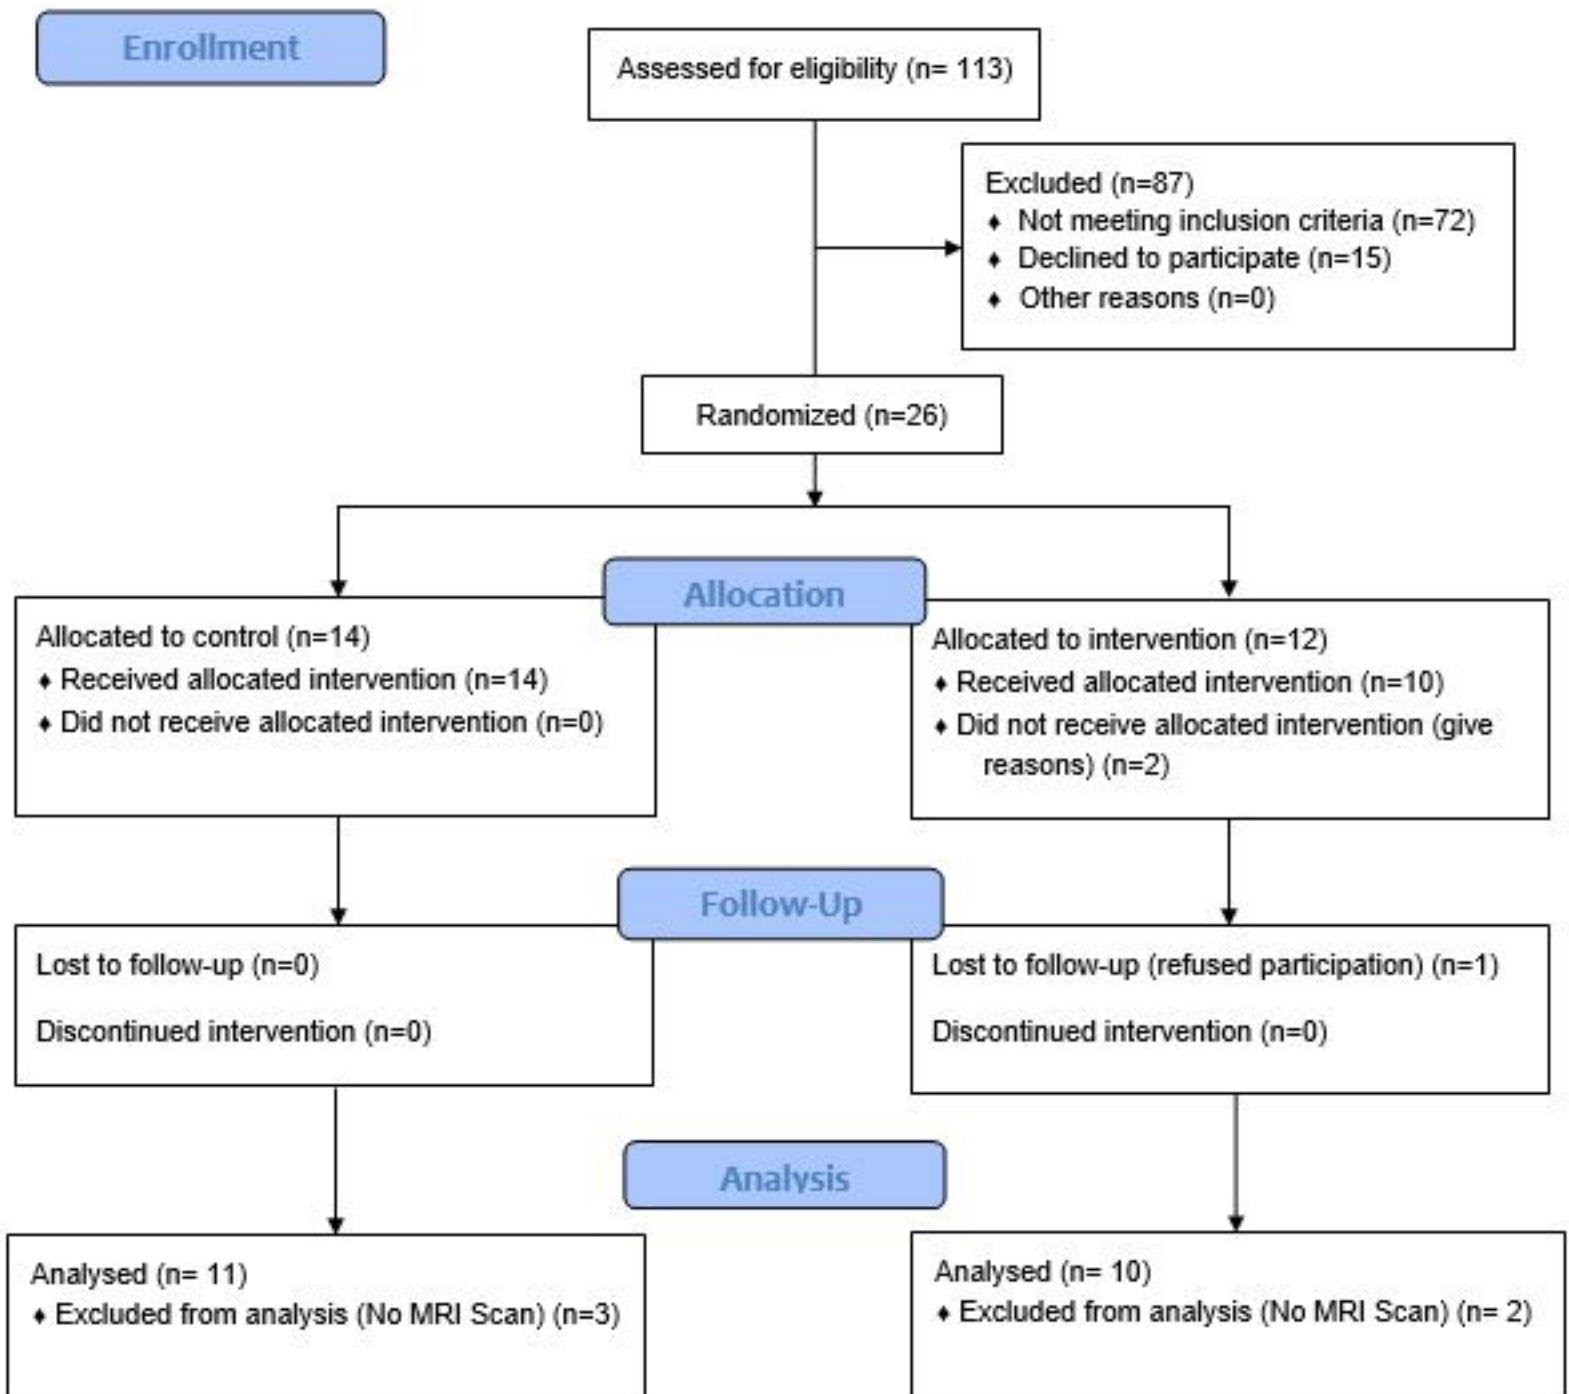 Enrollment
Assessed for eligibility (n= 113)
Excluded (n=87)
♦ Not meeting inclusion criteria (n=72)
♦ Declined to participate (n=15)
♦ Other reasons (n=0)
Randomized (n=26)
Allocation
Allocated to control (n=14)
♦ Received allocated intervention (n=14)
♦ Did not receive allocated intervention (n=0)
Allocated to intervention (n=12)
♦ Received allocated intervention (n=10)
♦ Did not receive allocated intervention (give
reasons) (n=2)
Follow-Up
Lost to follow-up (n=0)
Discontinued intervention (n=0)
Lost to follow-up (refused participation) (n=1)
Discontinued intervention (n=0)
Analysis
Analysed (n= 11)
♦ Excluded from analysis (No MRI Scan) (n=3)
Analysed (n= 10)
♦ Excluded from analysis (No MRI Scan) (n= 2)